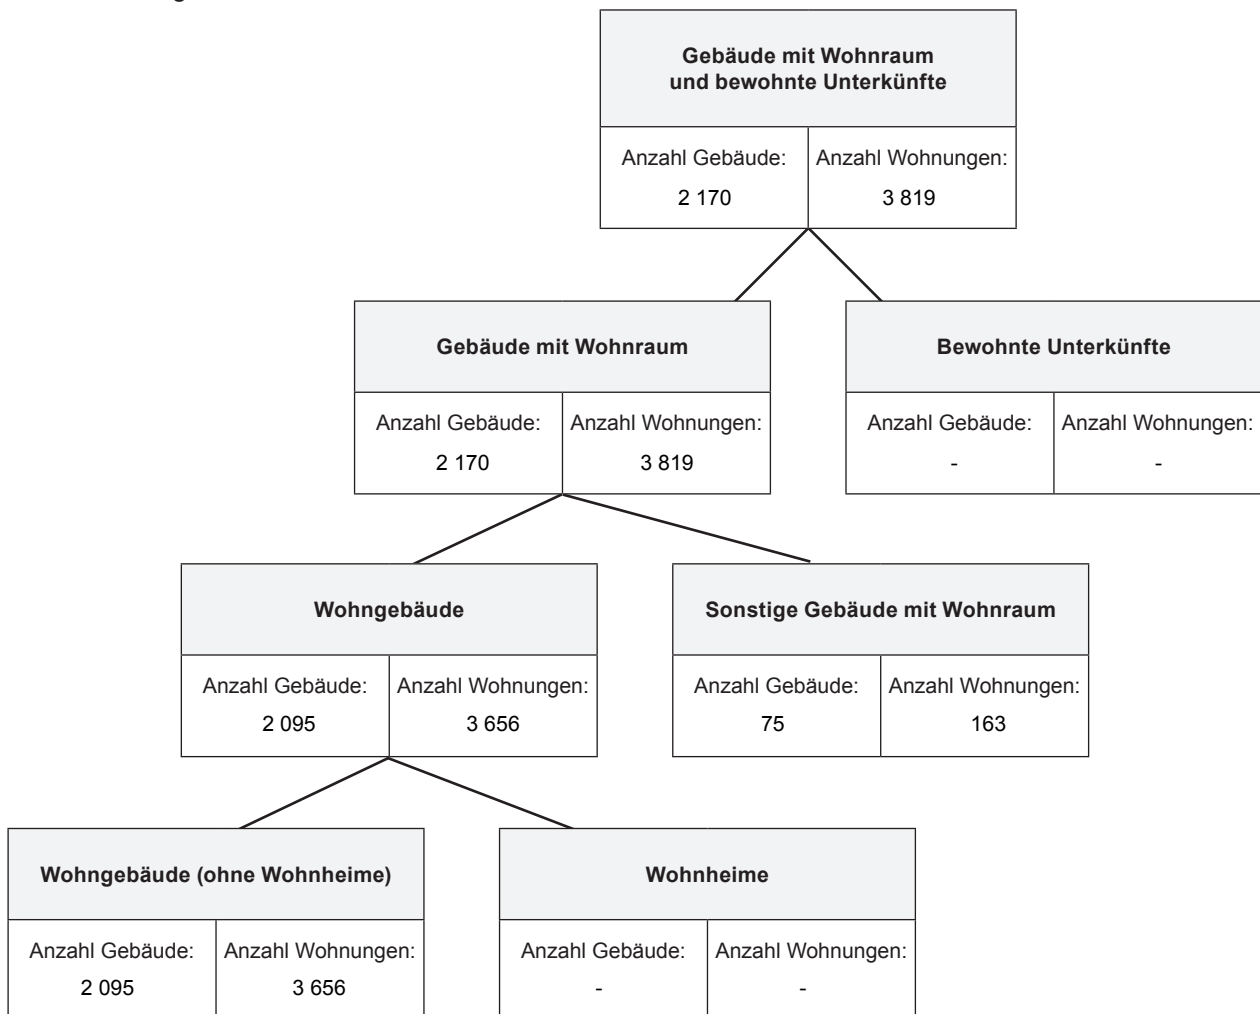 Gebäude mit Wohnraum
und bewohnte Unterkünfte
Anzahl Gebäude: Anzahl Wohnungen:
2 170 3 819
Gebäude mit Wohnraum
Anzahl Gebäude: Anzahl Wohnungen:
2 170 3 819
Bewohnte Unterkünfte
Anzahl Gebäude: Anzahl Wohnungen:
- -
Wohngebäude
Anzahl Gebäude: Anzahl Wohnungen:
2 095 3 656
Sonstige Gebäude mit Wohnraum
Anzahl Gebäude: Anzahl Wohnungen:
75 163
Wohngebäude (ohne Wohnheime)
Anzahl Gebäude: Anzahl Wohnungen:
2 095 3 656
Wohnheime
Anzahl Gebäude: Anzahl Wohnungen:
- -